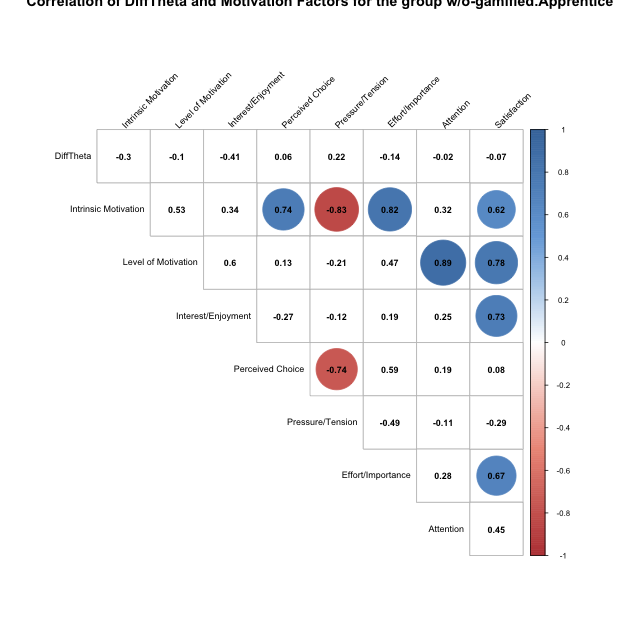 Correlation of DiffTheta and Motivation Factors for the group w/o-gamified.Apprentice
Intrinsic Motivation
Level of Motivation
Interest/Enjoyment
Perceived Choice
Pressure/Tension
Effort/Importance
Attention
Satisfaction
DiffTheta -0.3 -0.1 -0.41 0.06 0.22 -0.14 -0.02 -0.07
Intrinsic Motivation 0.53 0.34 0.74 -0.83 0.82 0.32 0.62
Level of Motivation 0.6 0.13 -0.21 0.47 0.89 0.78
Interest/Enjoyment -0.27 -0.12 0.19 0.25 0.73
Perceived Choice -0.74 0.59 0.19 0.08
Pressure/Tension -0.49 -0.11 -0.29
Effort/Importance 0.28 0.67
Attention 0.45
1
0.8
0.6
0.4
0.2
0
-0.2
-0.4
-0.6
-0.8
-1